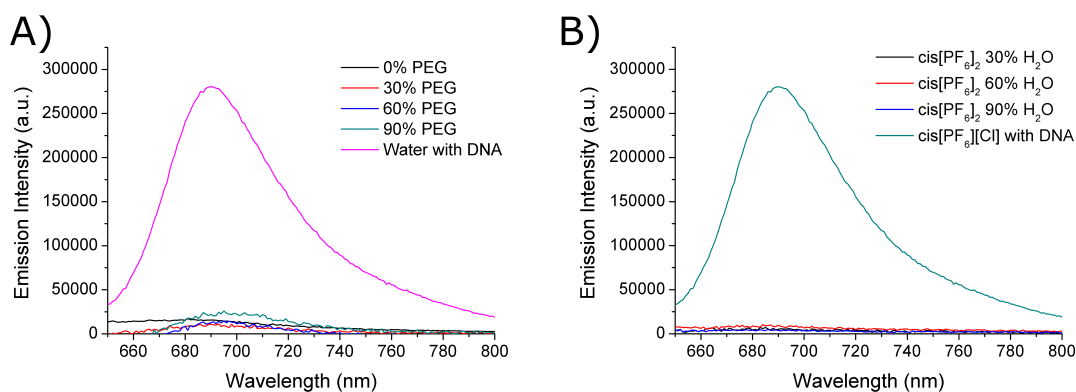 A)
300000
250000
200000
150000
100000
50000
0
660 680 700 720 740 760 780 800
Emission Intensity (a.u.)
Wavelength (nm)
0% PEG
30% PEG
60% PEG
90% PEG
Water with DNA
B)
300000
250000
200000
150000
100000
50000
0
660 680 700 720 740 760 780 800
Emission Intensity (a.u.)
Wavelength (nm)
cis[PF₆]₂ 30% H₂O
cis[PF₆]₂ 60% H₂O
cis[PF₆]₂ 90% H₂O
cis[PF₆][Cl] with DNA